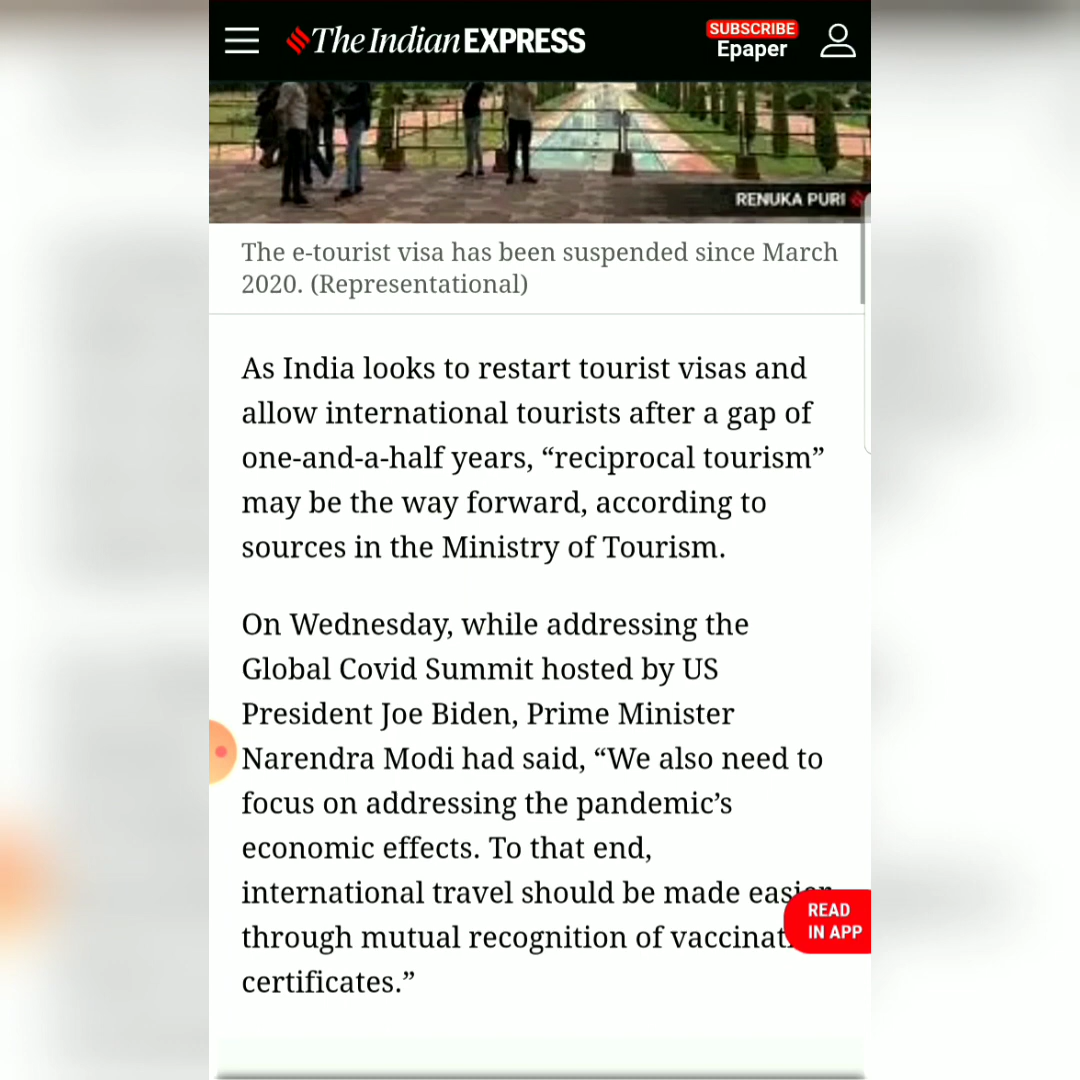 The Indian EXPRESS
SUBSCRIBE
Epaper
RENUKA PURI
The e-tourist visa has been suspended since March
2020. (Representational)
As India looks to restart tourist visas and
allow international tourists after a gap of
one-and-a-half years, “reciprocal tourism”
may be the way forward, according to
sources in the Ministry of Tourism.
On Wednesday, while addressing the
Global Covid Summit hosted by US
President Joe Biden, Prime Minister
Narendra Modi had said, “We also need to
focus on addressing the pandemic’s
economic effects. To that end,
international travel should be made easier
through mutual recognition of
certificates.”
READ
IN APP